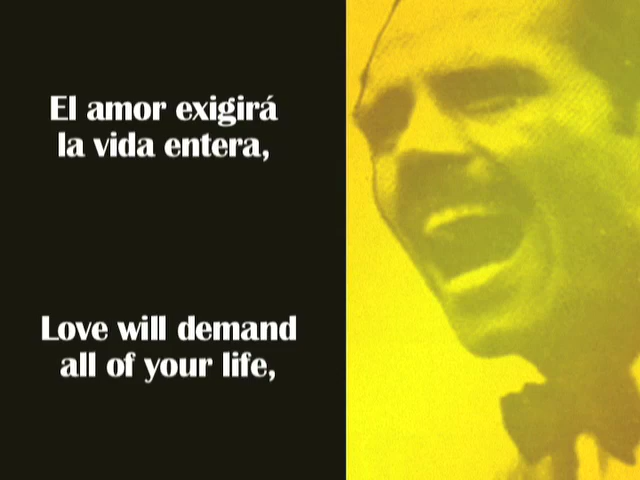 El amor exigirá
la vida entera,
Love will demand
all of your life,